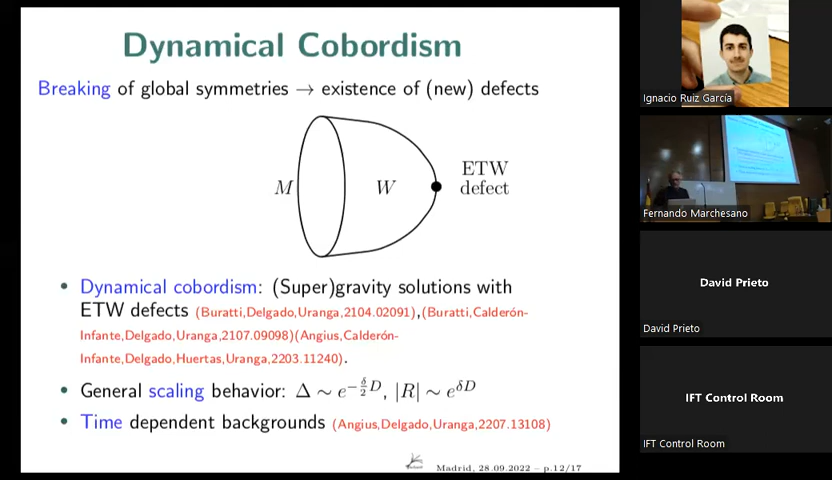 Dynamical Cobordism
Breaking of global symmetries → existence of (new) defects
M
W
ETW
defect
• Dynamical cobordism: (Super)gravity solutions with
ETW defects (Buratti,Delgado,Uranga,2104.02091),(Buratti,Calderón-
Infante,Delgado,Uranga,2107.09098)(Angius,Calderón-
Infante,Delgado,Huertas,Uranga,2203.11240).
• General scaling behavior: Δ ∼ e^{-\frac{δ}{2}D}, |R| ∼ e^{δD}
• Time dependent backgrounds (Angius,Delgado,Uranga,2207.13108)
Madrid, 28.09.2022 – p.12/17
Ignacio Ruiz García
Fernando Marchesano
David Prieto
David Prieto
IFT Control Room
IFT Control Room